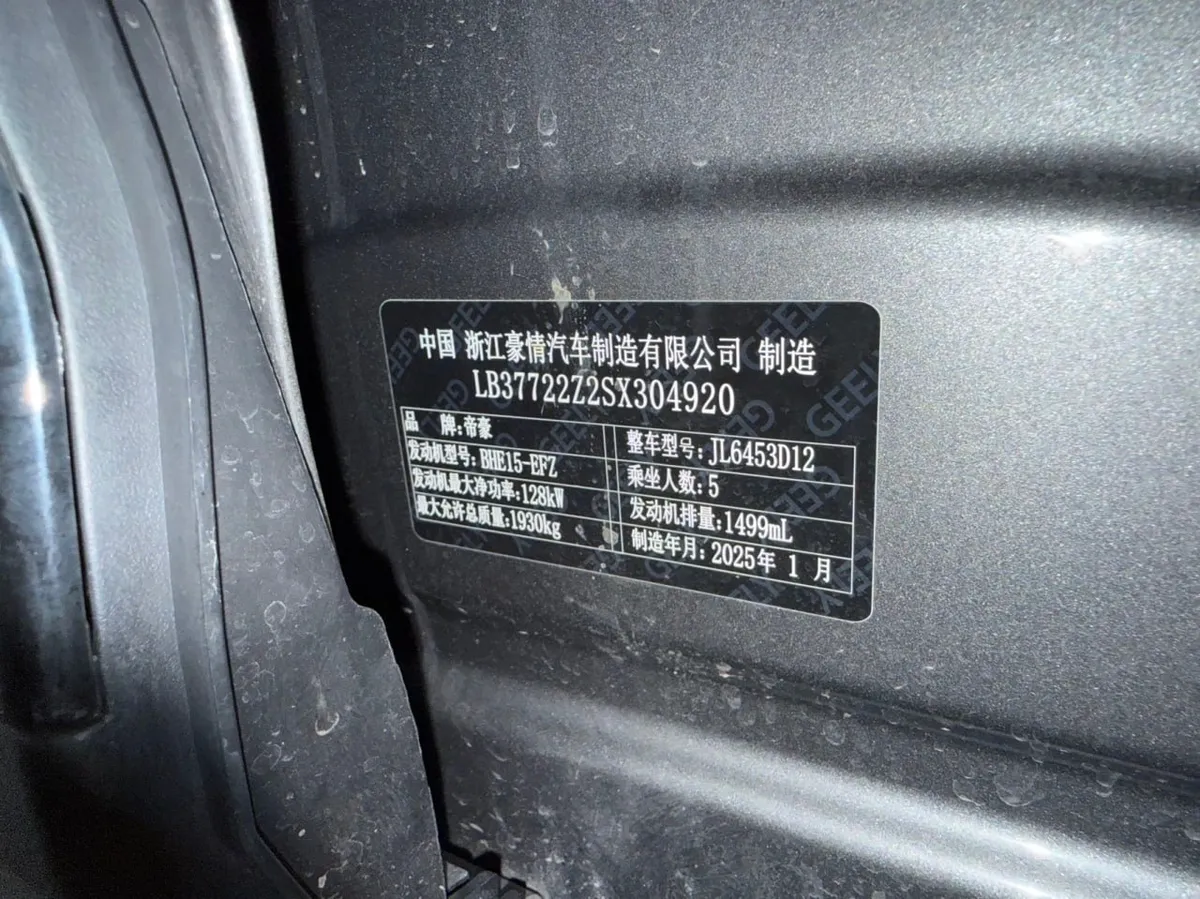 中国 浙江豪情汽车制造有限公司 制造
LB37722Z2SX304920
品 牌:帝豪
整车型号: JL6453D12
发动机型号: BHE15-EFZ
乘坐人数: 5
发动机最大净功率:128kW
发动机排量:1499mL
最大允许总质量:1930kg
制造年月: 2025年 1 月
GEELY